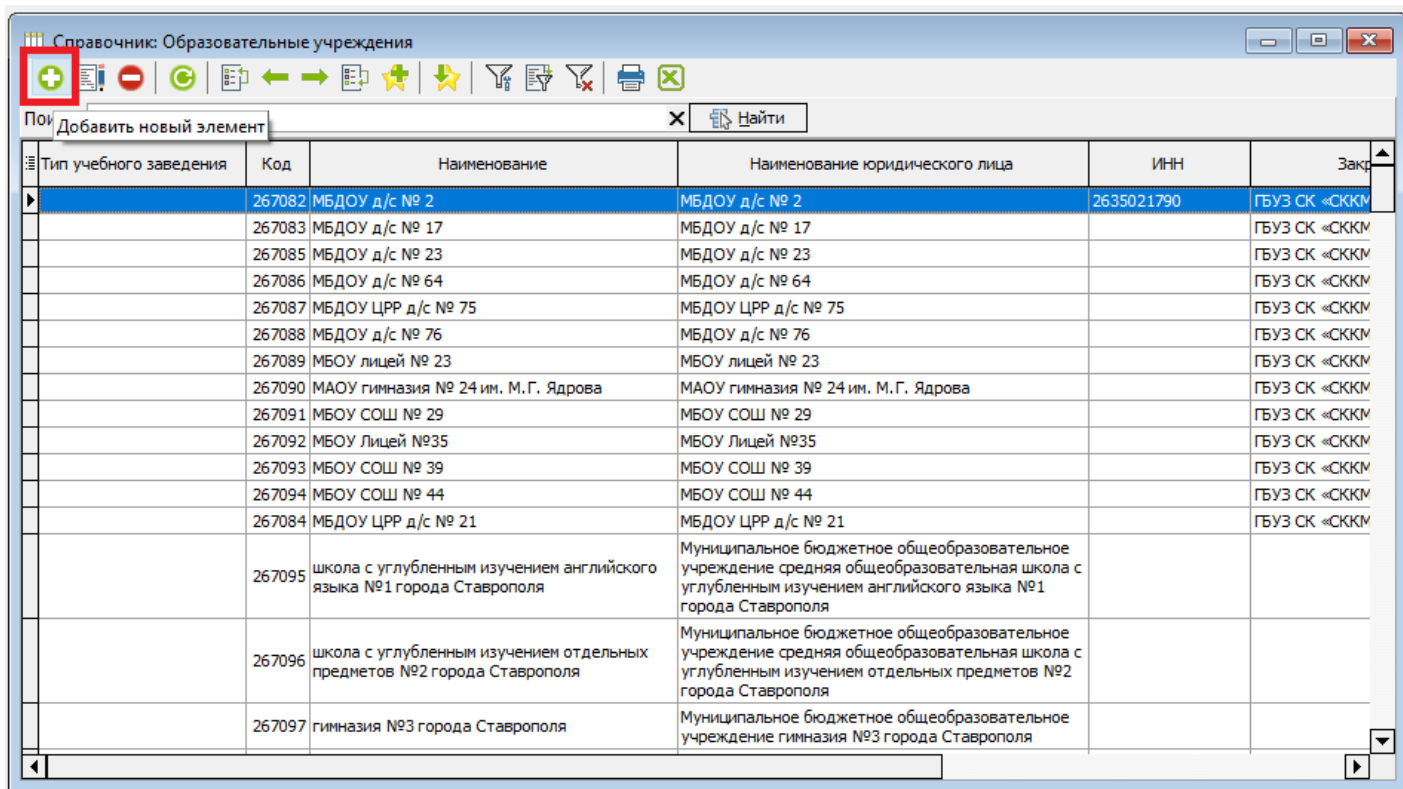 Справочник: Образовательные учреждения
Добавить новый элемент
Найти
Тип учебного заведения Код Наименование Наименование юридического лица ИНН
267082 МБДОУ д/с № 2 МБДОУ д/с № 2 2635021790 ГБУЗ СК «СККМ
267083 МБДОУ д/с № 17 МБДОУ д/с № 17 ГБУЗ СК «СККМ
267085 МБДОУ д/с № 23 МБДОУ д/с № 23 ГБУЗ СК «СККМ
267086 МБДОУ д/с № 64 МБДОУ д/с № 64 ГБУЗ СК «СККМ
267087 МБДОУ ЦРР д/с № 75 МБДОУ ЦРР д/с № 75 ГБУЗ СК «СККМ
267088 МБДОУ д/с № 76 МБДОУ д/с № 76 ГБУЗ СК «СККМ
267089 МБОУ лицей № 23 МБОУ лицей № 23 ГБУЗ СК «СККМ
267090 МАОУ гимназия № 24 им. М.Г. Ядрова МАОУ гимназия № 24 им. М.Г. Ядрова ГБУЗ СК «СККМ
267091 МБОУ СОШ № 29 МБОУ СОШ № 29 ГБУЗ СК «СККМ
267092 МБОУ Лицей №35 МБОУ Лицей №35 ГБУЗ СК «СККМ
267093 МБОУ СОШ № 39 МБОУ СОШ № 39 ГБУЗ СК «СККМ
267094 МБОУ СОШ № 44 МБОУ СОШ № 44 ГБУЗ СК «СККМ
267084 МБДОУ ЦРР д/с № 21 МБДОУ ЦРР д/с № 21 ГБУЗ СК «СККМ
267095
школа с углубленным изучением английского
языка №1 города Ставрополя
Муниципальное бюджетное общеобразовательное
учреждение средняя общеобразовательная школа с
углубленным изучением английского языка №1
города Ставрополя
267096
школа с углубленным изучением отдельных
предметов №2 города Ставрополя
Муниципальное бюджетное общеобразовательное
учреждение средняя общеобразовательная школа с
углубленным изучением отдельных предметов №2
города Ставрополя
267097 гимназия №3 города Ставрополя
Муниципальное бюджетное общеобразовательное
учреждение гимназия №3 города Ставрополя